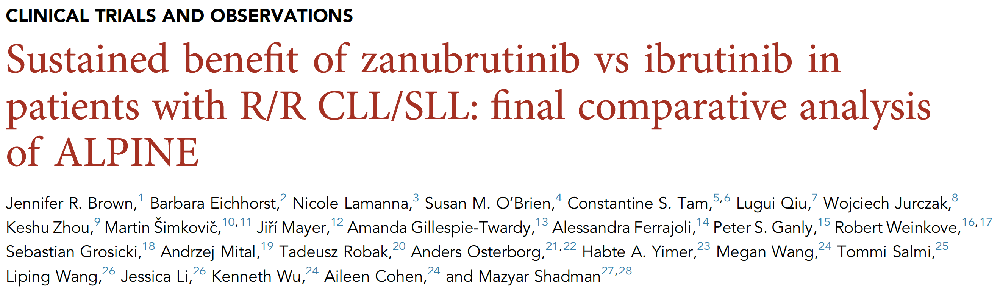 CLINICAL TRIALS AND OBSERVATIONS
Sustained benefit of zanubrutinib vs ibrutinib in
patients with R/R CLL/SLL: final comparative analysis
of ALPINE
Jennifer R. Brown,1 Barbara Eichhorst,2 Nicole Lamanna,3 Susan M. O’Brien,4 Constantine S. Tam,5,6 Lugui Qiu,7 Wojciech Jurczak,8
Keshu Zhou,9 Martin Šimkovič,10,11 Jiří Mayer,12 Amanda Gillespie-Twardy,13 Alessandra Ferrajoli,14 Peter S. Ganly,15 Robert Weinkove,16,17
Sebastian Grosicki,18 Andrzej Mital,19 Tadeusz Robak,20 Anders Osterborg,21,22 Habte A. Yimer,23 Megan Wang,24 Tommi Salmi,25
Liping Wang,26 Jessica Li,26 Kenneth Wu,24 Aileen Cohen,24 and Mazyar Shadman27,28